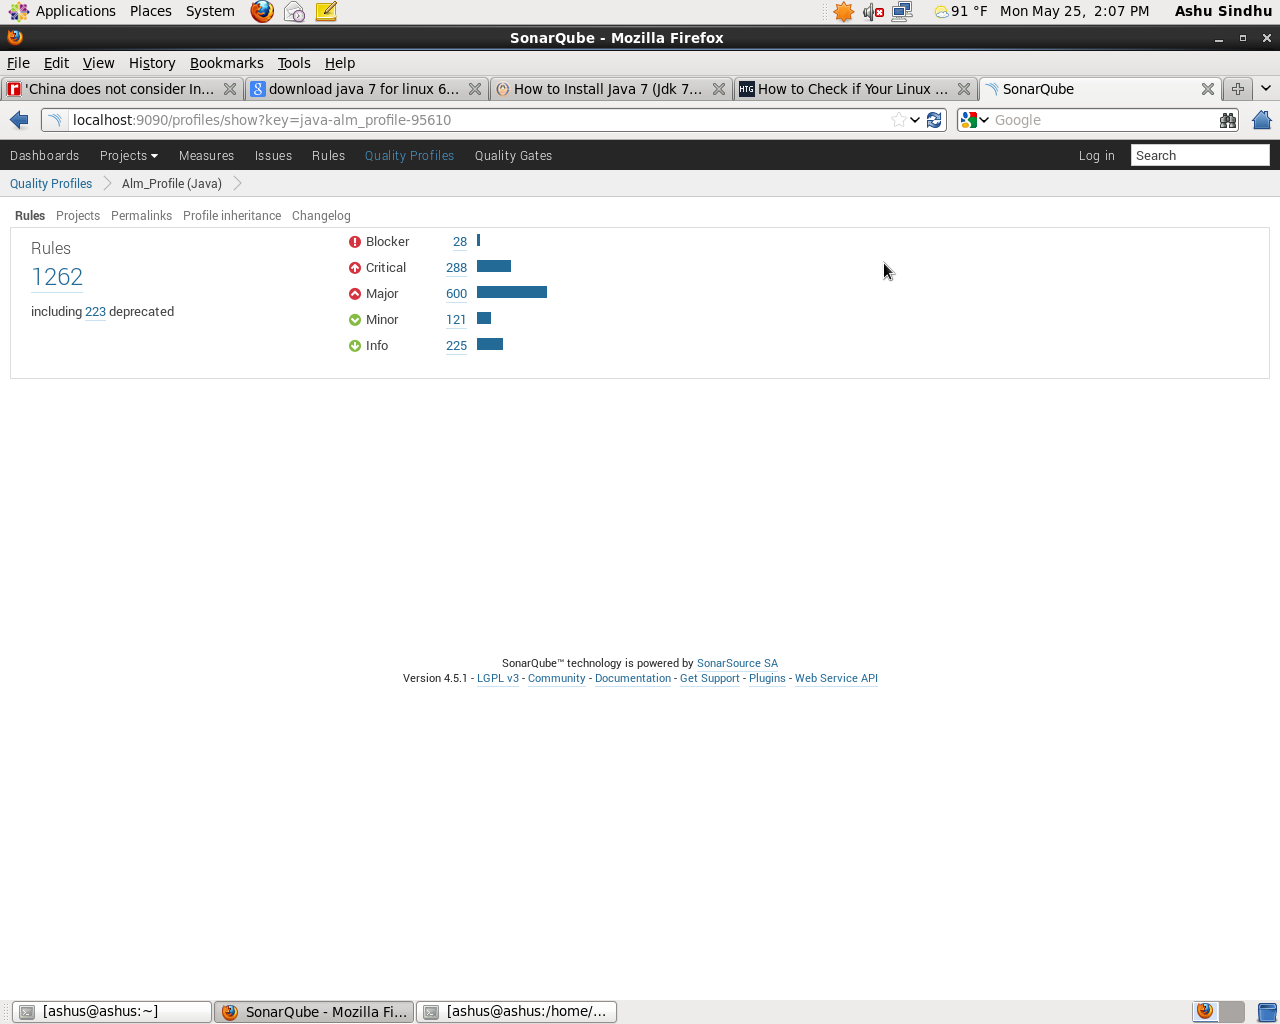 Applications Places System 91 °F Mon May 25, 2:07 PM Ashu Sindhu
SonarQube - Mozilla Firefox
File Edit View History Bookmarks Tools Help
'China does not consider In... download java 7 for linux 6... How to Install Java 7 (Jdk 7... HTG How to Check if Your Linux ... SonarQube
localhost:9090/profiles/show?key=java-alm_profile-95610 Google
Dashboards Projects Measures Issues Rules Quality Profiles Quality Gates Log in Search
Quality Profiles Alm_Profile (Java)
Rules Projects Permalinks Profile inheritance Changelog
Rules
1262
including 223 deprecated
Blocker 28
Critical 288
Major 600
Minor 121
Info 225
SonarQube™ technology is powered by SonarSource SA
Version 4.5.1 - LGPL v3 - Community - Documentation - Get Support - Plugins - Web Service API
[ashus@ashus:~] SonarQube - Mozilla Fi... [ashus@ashus:/home/...